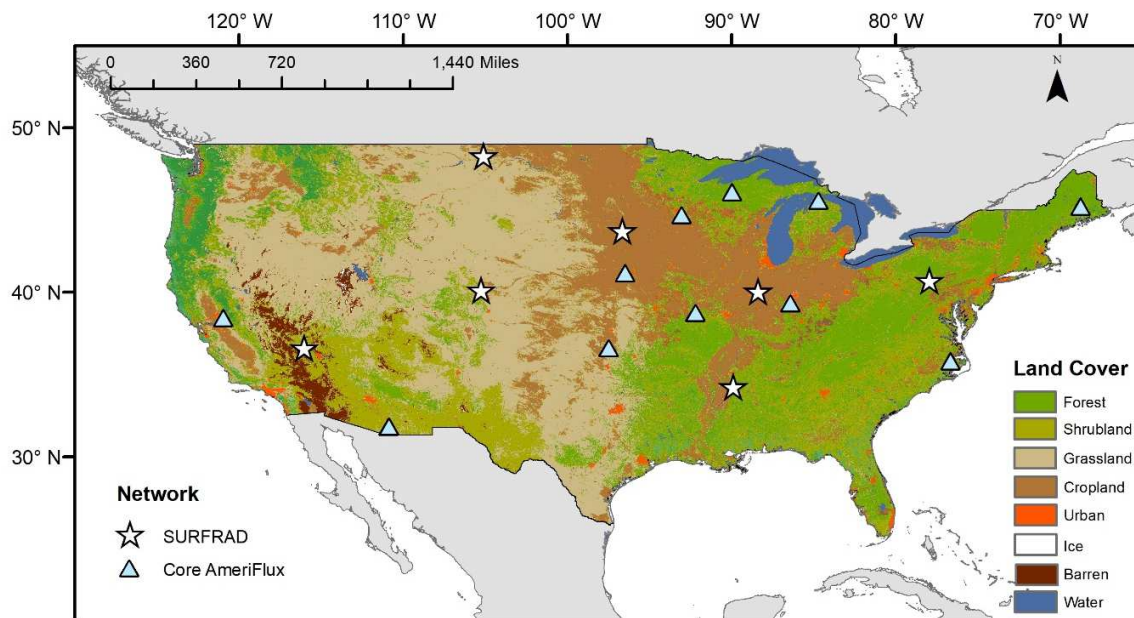 120° W 110° W 100° W 90° W 80° W 70° W
0 360 720 1,440 Miles
N
50° N
40° N
30° N
Network
SURFRAD
Core AmeriFlux
Land Cover
Forest
Shrubland
Grassland
Cropland
Urban
Ice
Barren
Water